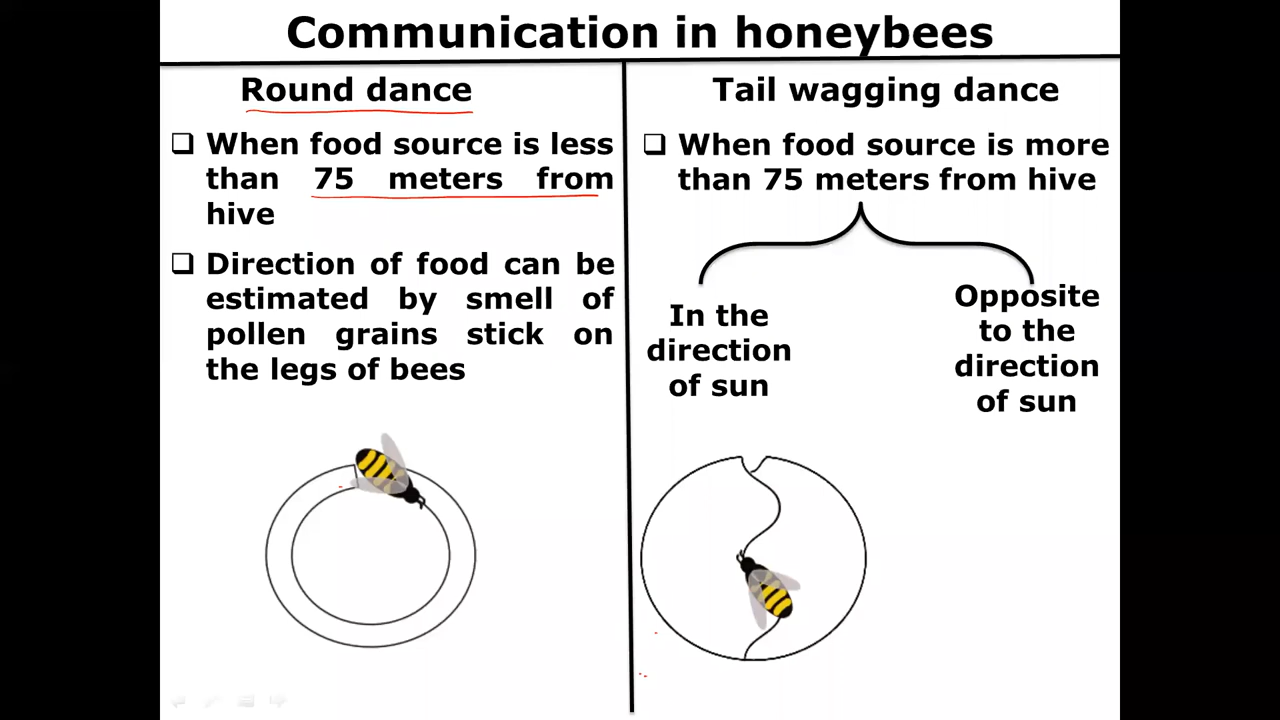 Communication in honeybees
Round dance
❑ When food source is less
than 75 meters from
hive
❑ Direction of food can be
estimated by smell of
pollen grains stick on
the legs of bees
Tail wagging dance
❑ When food source is more
than 75 meters from hive
In the
direction
of sun
Opposite
to the
direction
of sun